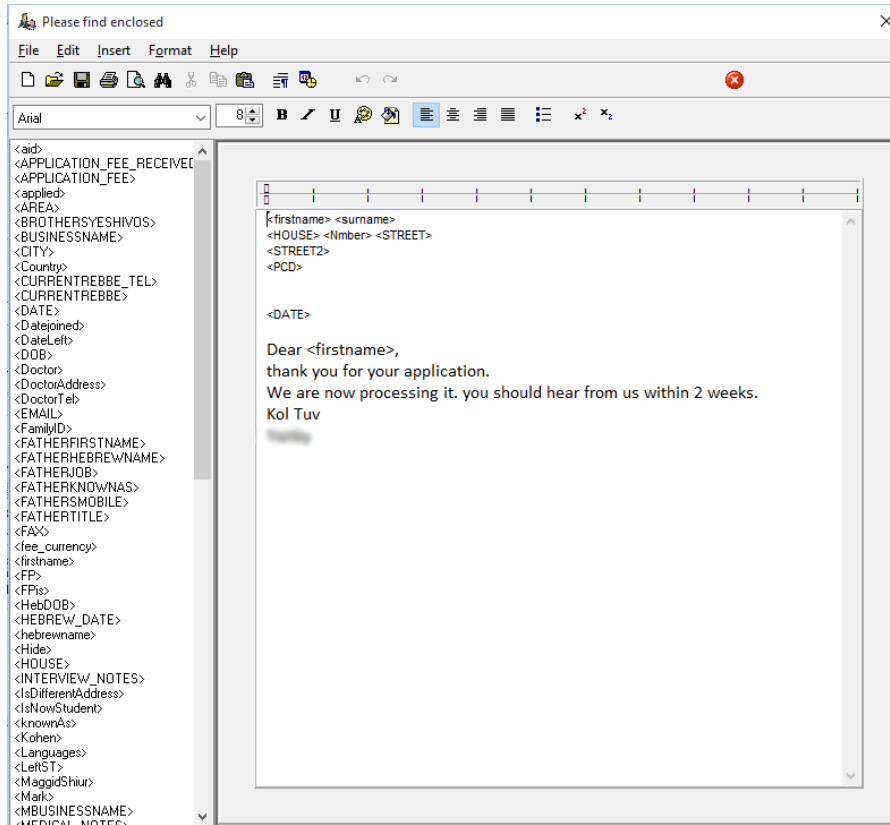 Please find enclosed
File Edit Insert Format Help
Arial 8 B I U x² x₂
<aid>
<APPLICATION_FEE_RECEIVED
<APPLICATION_FEE>
<applied>
<AREA>
<BROTHERSYESHIVOS>
<BUSINESSNAME>
<CITY>
<Country>
<CURRENTREBBE_TEL>
<CURRENTREBBE>
<DATE>
<Datejoined>
<DateLeft>
<DOB>
<Doctor>
<DoctorAddress>
<DoctorTel>
<EMAIL>
<FamilyID>
<FATHERFIRSTNAME>
<FATHERHEBREWNAME>
<FATHERJOB>
<FATHERKNOWNAS>
<FATHERSMOBILE>
<FATHERTITLE>
<FAX>
<fee_currency>
<firstname>
<FP>
<FPis>
<HebDOB>
<HEBREW_DATE>
<hebrewname>
<Hide>
<HOUSE>
<INTERVIEW_NOTES>
<IsDifferentAddress>
<IsNowStudent>
<knownAs>
<Kohen>
<Languages>
<LeftST>
<MaggidShiur>
<Mark>
<MBUSINESSNAME>
<MEDICAL_NOTES>
<firstname> <surname>
<HOUSE> <Nmber> <STREET>
<STREET2>
<PCD>
<DATE>
Dear <firstname>,
thank you for your application.
We are now processing it. you should hear from us within 2 weeks.
Kol Tuv